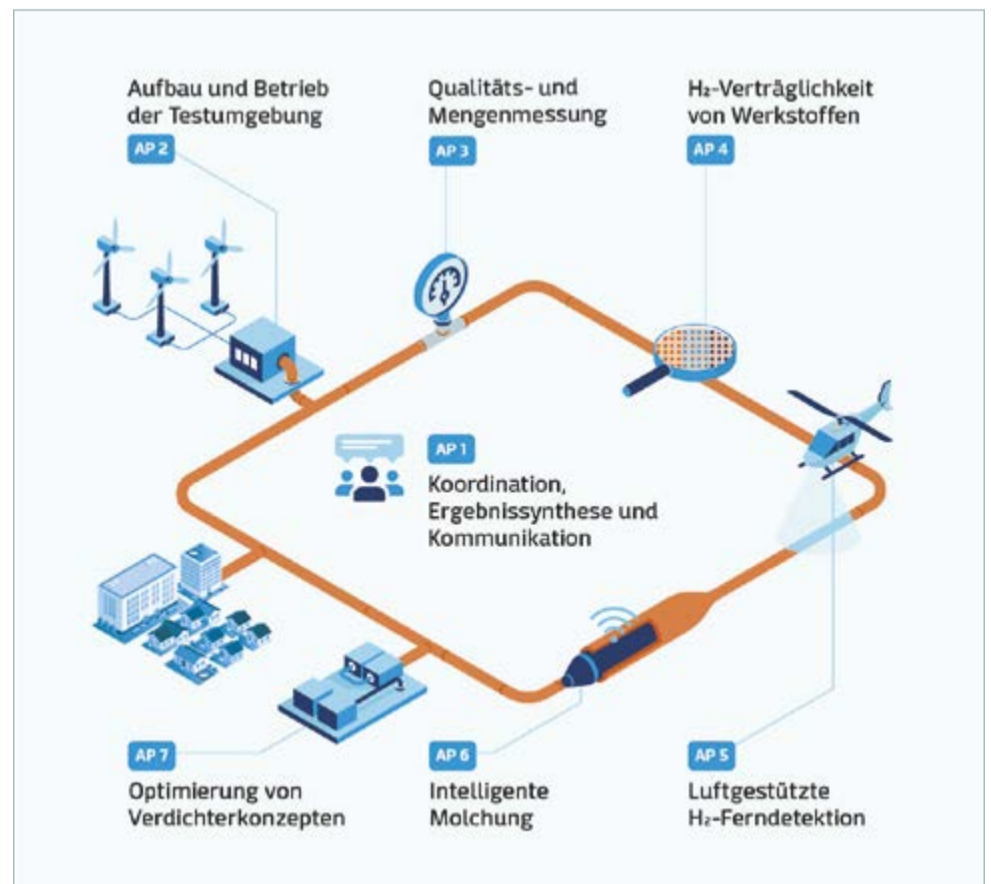 Aufbau und Betrieb
der Testumgebung
AP 2
Qualitäts- und
Mengenmessung
AP 3
H₂-Verträglichkeit
von Werkstoffen
AP 4
AP 1
Koordination,
Ergebnissynthese und
Kommunikation
AP 7
Optimierung von
Verdichterkonzepten
AP 6
Intelligente
Molchung
AP 5
Luftgestützte
H₂-Ferndetektion